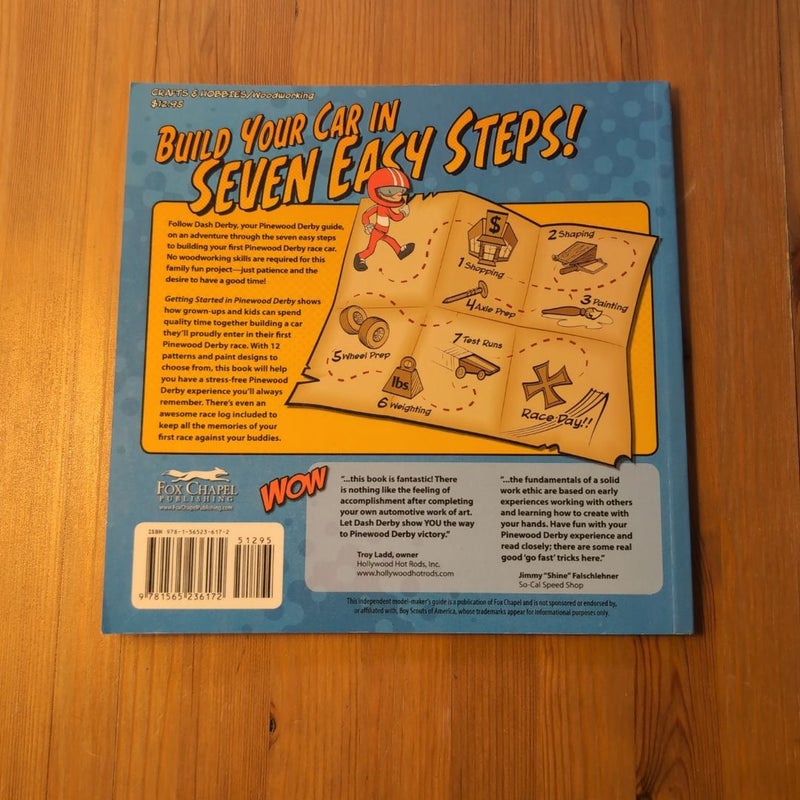 CRAFTS & HOBBIES/Woodworking
$12.95
BUILD YOUR CAR IN
SEVEN EASY STEPS!
Follow Dash Derby, your Pinewood Derby guide,
on an adventure through the seven easy steps
to building your first Pinewood Derby race car.
No woodworking skills are required for this
family fun project—just patience and the
desire to have a good time!
Getting Started in Pinewood Derby shows
how grown-ups and kids can spend
quality time together building a car
they'll proudly enter in their first
Pinewood Derby race. With 12
patterns and paint designs to
choose from, this book will help
you have a stress-free Pinewood
Derby experience you'll always
remember. There's even an
awesome race log included to
keep all the memories of your
first race against your buddies.
$
1 Shopping
2 Shaping
3 Painting
4 Axle Prep
5 Wheel Prep
lbs.
6 Weighting
7 Test Runs
Race Day!!
FOX CHAPEL
PUBLISHING
www.FoxChapelPublishing.com
WOW
"...this book is fantastic! There
is nothing like the feeling of
accomplishment after completing
your own automotive work of art.
Let Dash Derby show YOU the way
to Pinewood Derby victory."
Troy Ladd, owner
Hollywood Hot Rods, Inc.
www.hollywoodhotrods.com
"...the fundamentals of a solid
work ethic are based on early
experiences working with others
and learning how to create with
your hands. Have fun with your
Pinewood Derby experience and
read closely; there are some real
good 'go fast' tricks here."
Jimmy "Shine" Falschlehner
So-Cal Speed Shop
ISBN 978-1-56523-617-2
51295
9 781565 236172
This independent model-maker's guide is a publication of Fox Chapel and is not sponsored or endorsed by,
or affiliated with, Boy Scouts of America, whose trademarks appear for informational purposes only.